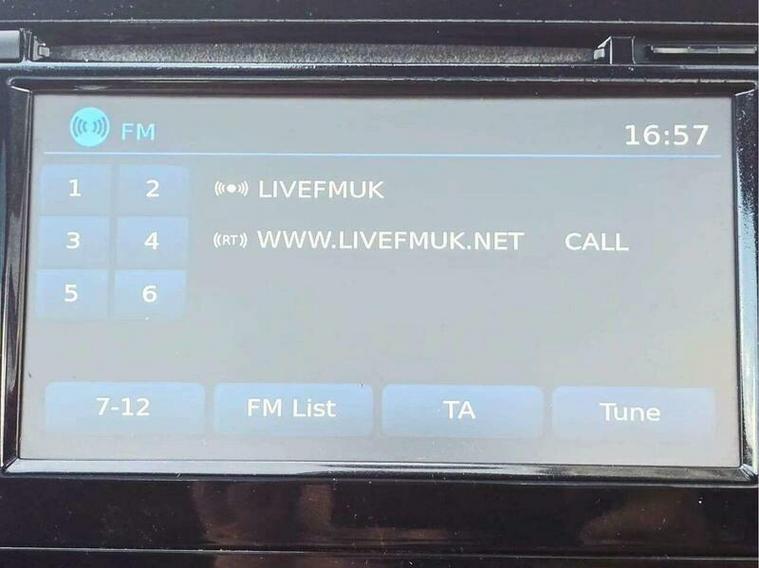 FM 16:57
1 2 LIVEFMUK
3 4 (RT) WWW.LIVEFMUK.NET CALL
5 6
7-12 FM List TA Tune